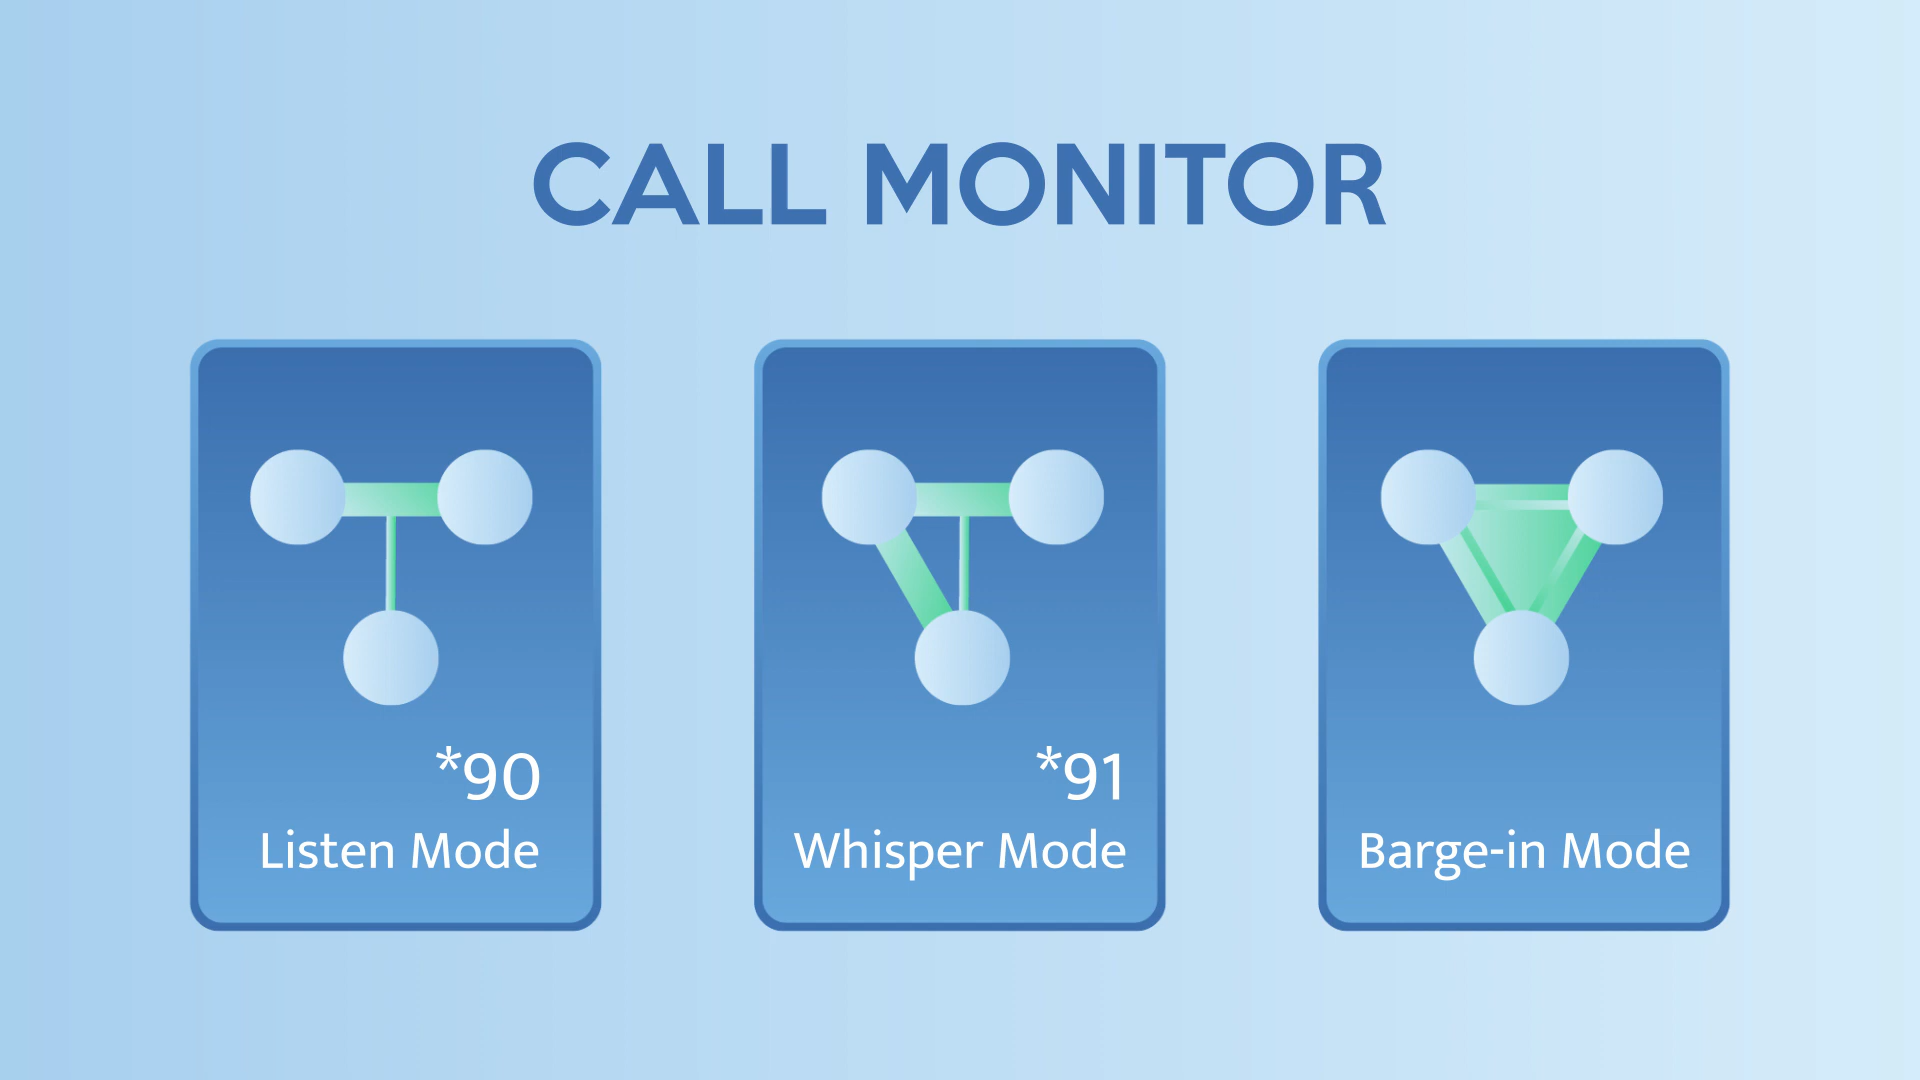 CALL MONITOR
*90
Listen Mode
*91
Whisper Mode
Barge-in Mode